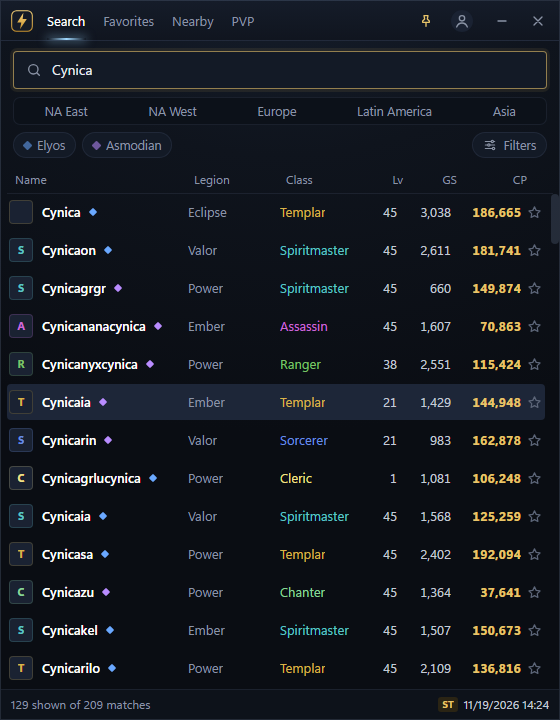 Search Favorites Nearby PVP
Cynica
NA East NA West Europe Latin America Asia
Elyos Asmodian Filters
Name Legion Class Lv GS CP
Cynica Eclipse Templar 45 3,038 186,665
S Cynicaon Valor Spiritmaster 45 2,611 181,741
S Cynicagrgr Power Spiritmaster 45 660 149,874
A Cynicananacynica Ember Assassin 45 1,607 70,863
R Cynicanyxcynica Power Ranger 38 2,551 115,424
T Cynicaia Ember Templar 21 1,429 144,948
S Cynicarin Valor Sorcerer 21 983 162,878
C Cynicagrlucynica Power Cleric 1 1,081 106,248
S Cynicaia Valor Spiritmaster 45 1,568 125,259
T Cynicasa Power Templar 45 2,402 192,094
C Cynicazu Power Chanter 45 1,364 37,641
S Cynicakel Ember Spiritmaster 45 1,507 150,673
T Cynicarilo Power Templar 45 2,109 136,816
129 shown of 209 matches ST 11/19/2026 14:24